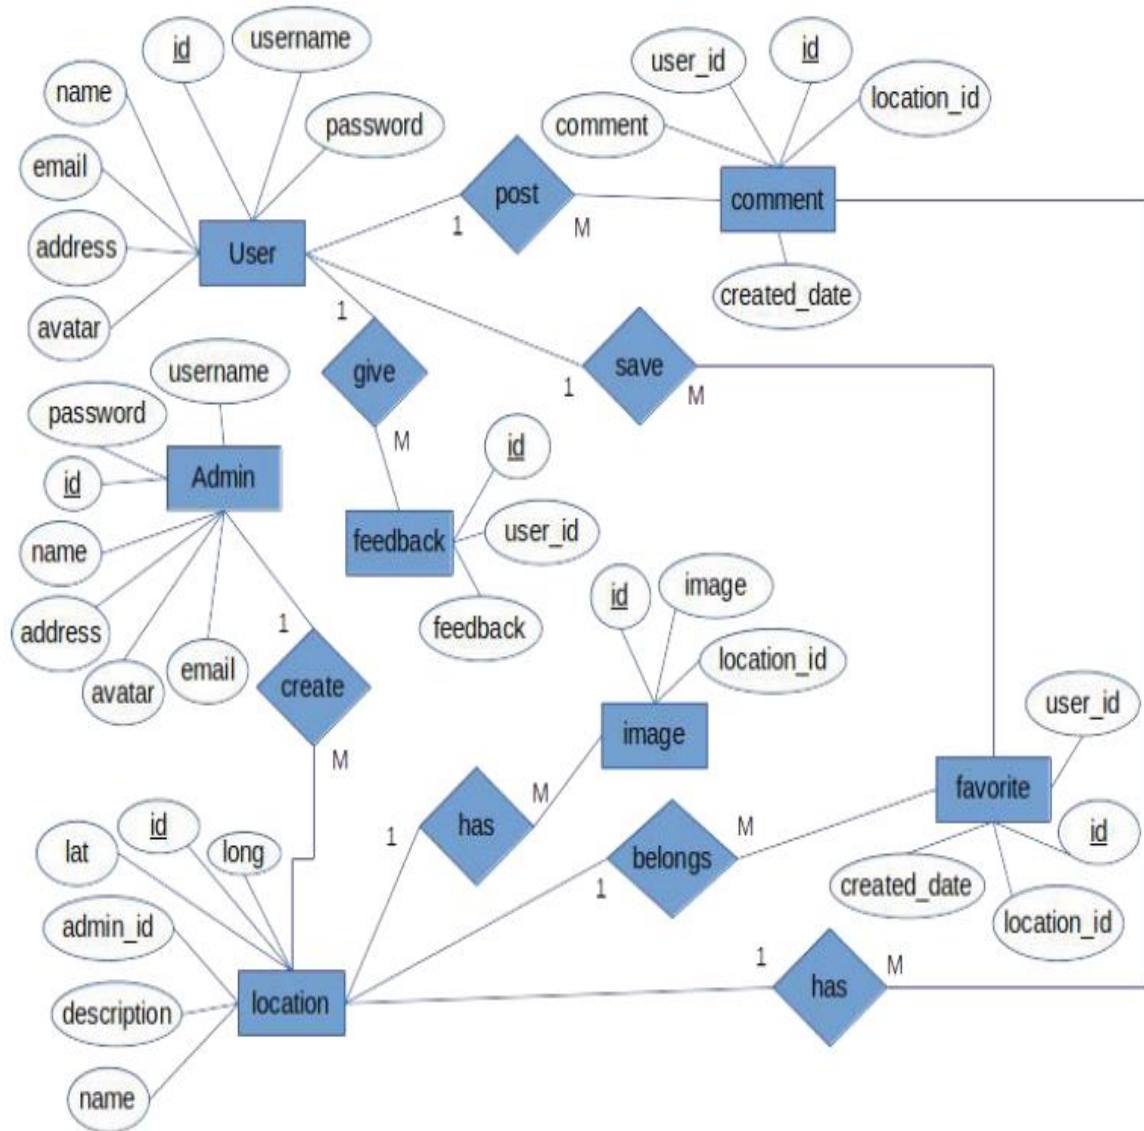 username
id
user_id
id
name
location_id
password
comment
email
post
comment
1
M
address
User
created_date
avatar
1
username
give
save
1
M
password
M
id
Admin
id
user_id
name
feedback
id
image
address
feedback
1
email
location_id
avatar
create
user_id
image
M
M
favorite
id
has
M
id
lat
long
1
belongs
created_date
1
admin_id
location_id
1
M
has
location
description
name